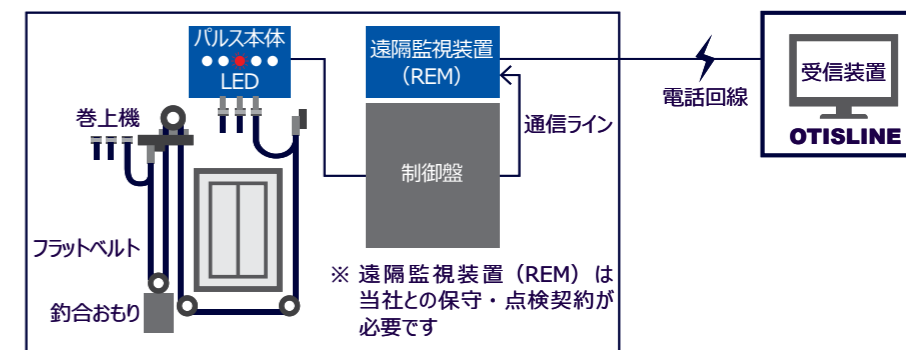 パルス本体
LED
遠隔監視装置
（REM）
電話回線
受信装置
OTISLINE
巻上機
通信ライン
制御盤
フラットベルト
釣合おもり
※ 遠隔監視装置（REM）は
当社との保守・点検契約が
必要です